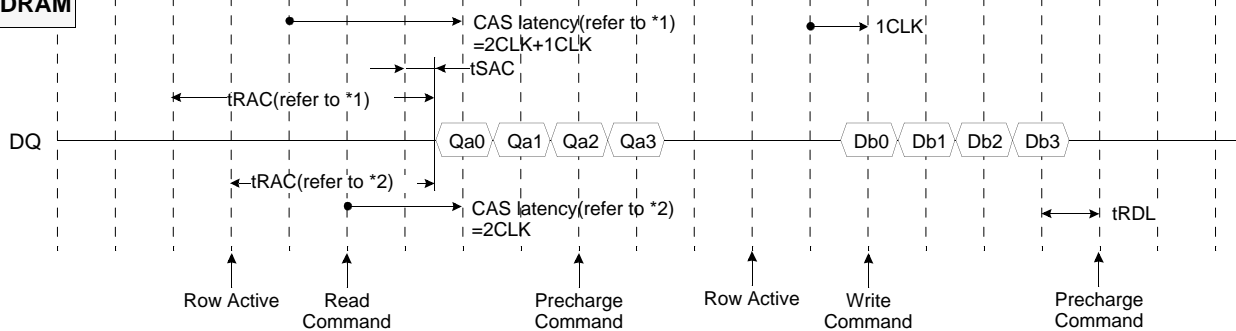 DRAM
CAS latency(refer to *1)
=2CLK+1CLK
1CLK
tSAC
tRAC(refer to *1)
DQ
Qa0 Qa1 Qa2 Qa3 Db0 Db1 Db2 Db3
tRAC(refer to *2)
CAS latency(refer to *2)
=2CLK
tRDL
Row Active Read Command Precharge Command Row Active Write Command Precharge Command